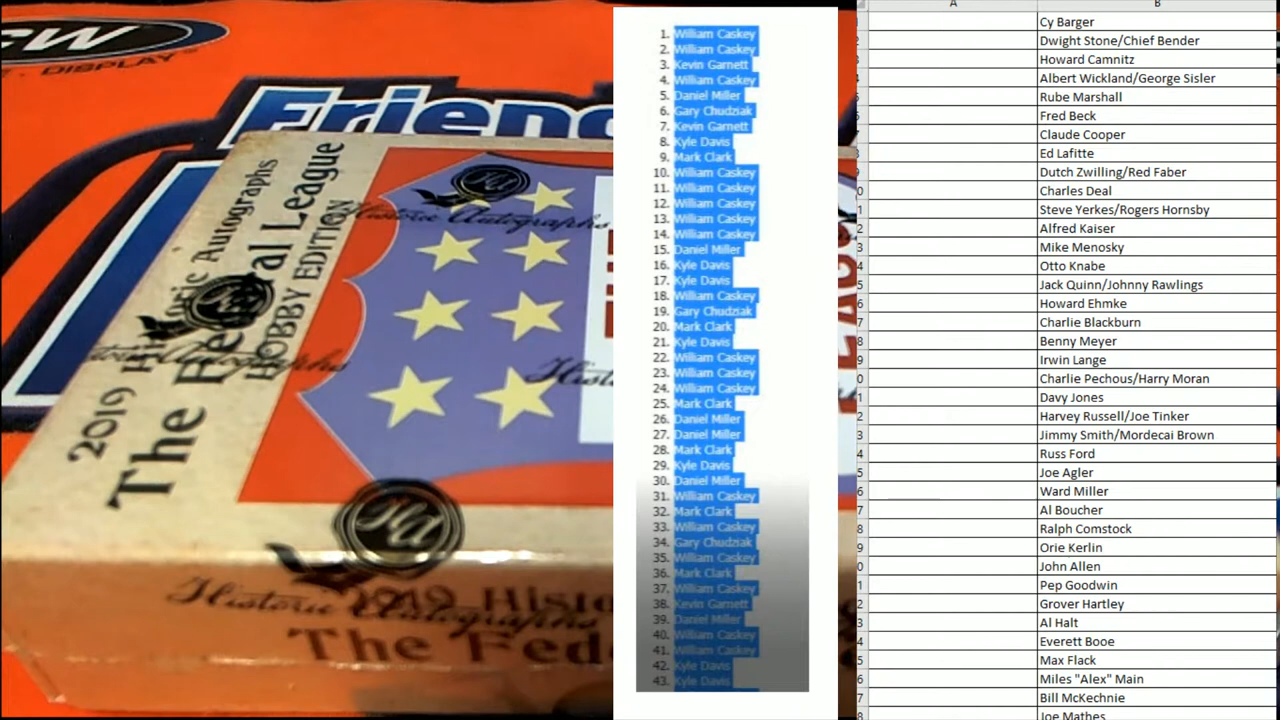 CW
DISPLAY
Frien
2019 Historic Autographs
The Federal League
HOBBY EDITION
Historic Autographs
The Fede
1. William Caskey
2. William Caskey
3. Kevin Garnett
4. William Caskey
5. Daniel Miller
6. Gary Chudziak
7. Kevin Garnett
8. Kyle Davis
9. Mark Clark
10. William Caskey
11. William Caskey
12. William Caskey
13. William Caskey
14. William Caskey
15. Daniel Miller
16. Kyle Davis
17. Kyle Davis
18. William Caskey
19. Gary Chudziak
20. Mark Clark
21. Kyle Davis
22. William Caskey
23. William Caskey
24. William Caskey
25. Mark Clark
26. Daniel Miller
27. Daniel Miller
28. Mark Clark
29. Kyle Davis
30. Daniel Miller
31. William Caskey
32. Mark Clark
33. William Caskey
34. Gary Chudziak
35. William Caskey
36. Mark Clark
37. William Caskey
38. Kevin Garnett
39. Daniel Miller
40. William Caskey
41. William Caskey
42. Kyle Davis
43. Kyle Davis
A B
Cy Barger
Dwight Stone/Chief Bender
Howard Camnitz
Albert Wickland/George Sisler
Rube Marshall
Fred Beck
Claude Cooper
Ed Lafitte
Dutch Zwilling/Red Faber
Charles Deal
Steve Yerkes/Rogers Hornsby
Alfred Kaiser
Mike Menosky
Otto Knabe
Jack Quinn/Johnny Rawlings
Howard Ehmke
Charlie Blackburn
Benny Meyer
Irwin Lange
Charlie Pechous/Harry Moran
Davy Jones
Harvey Russell/Joe Tinker
Jimmy Smith/Mordecai Brown
Russ Ford
Joe Agler
Ward Miller
Al Boucher
Ralph Comstock
Orie Kerlin
John Allen
Pep Goodwin
Grover Hartley
Al Halt
Everett Booe
Max Flack
Miles "Alex" Main
Bill McKechnie
Joe Mathes